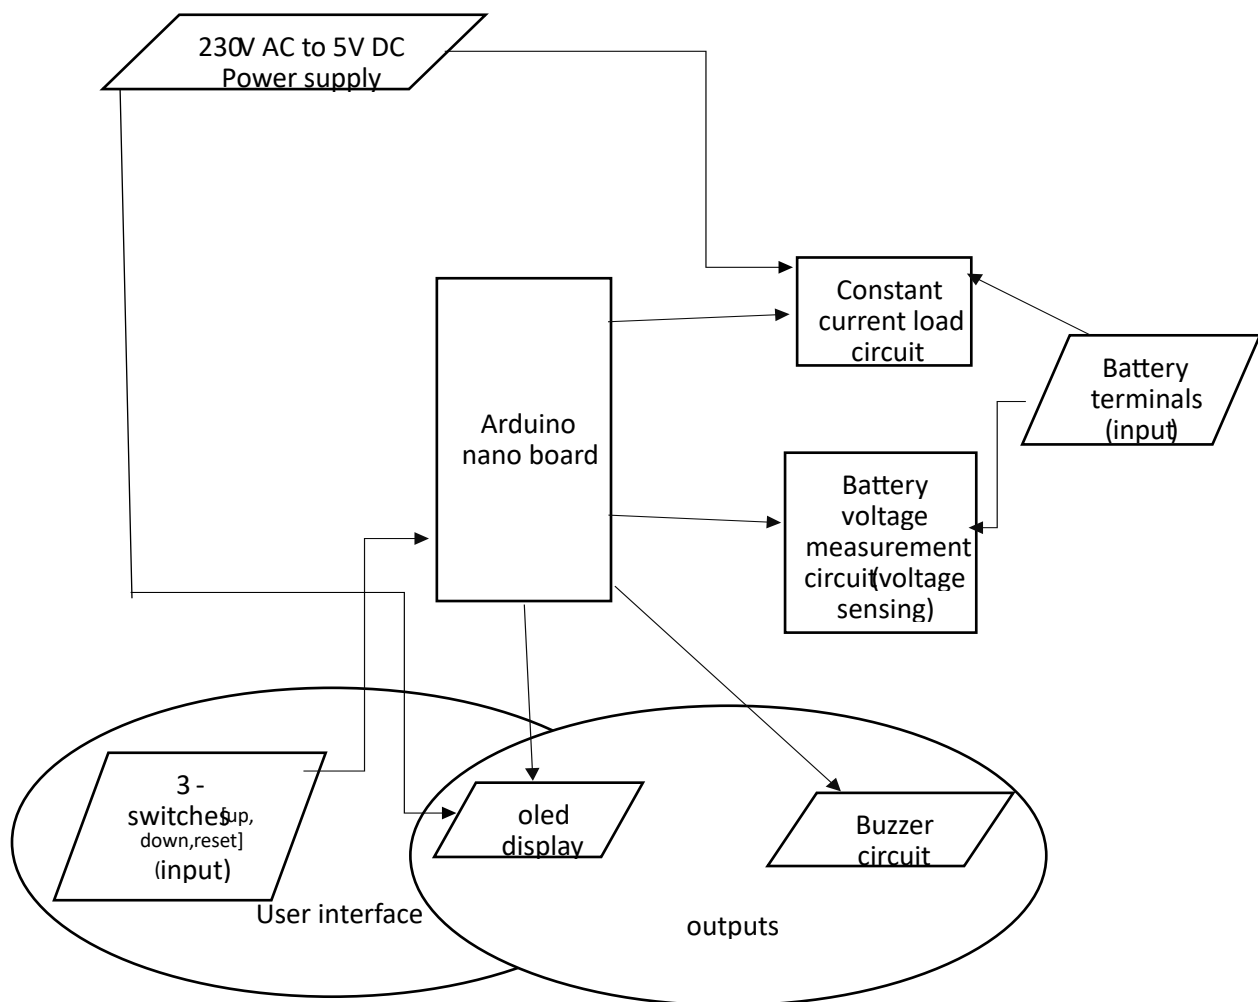 230V AC to 5V DC
Power supply
Constant
current load
circuit
Battery
terminals
(input)
Arduino
nano board
Battery
voltage
measurement
circuit(voltage
sensing)
3 -
switches[up,
down,reset]
(input)
oled
display
Buzzer
circuit
User interface
outputs